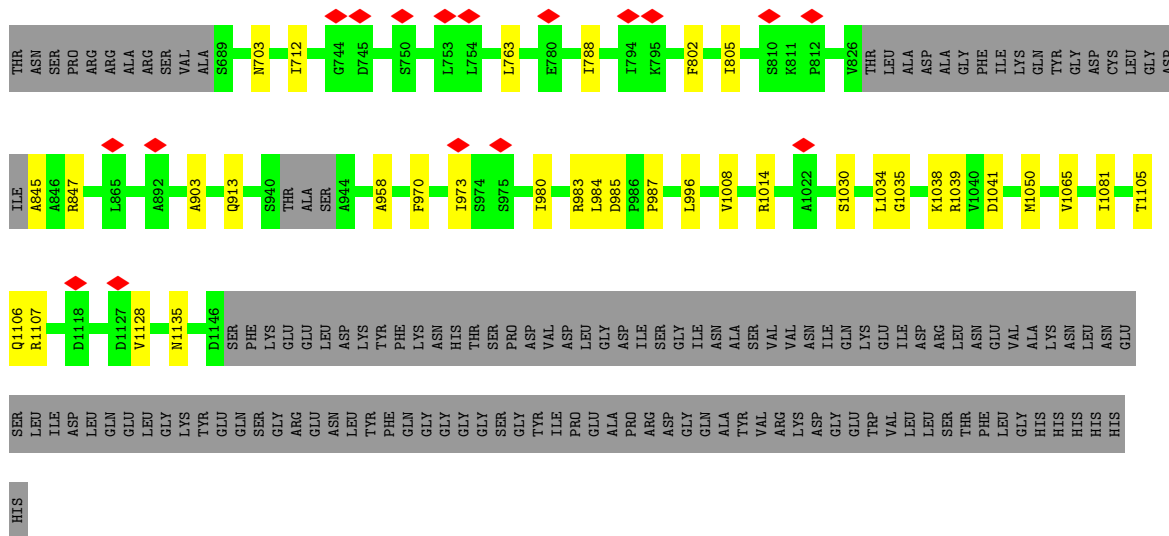 THR ASN SER PRO ARG ARG ALA ARG SER VAL ALA S689 N703 I712 G744 D745 S750 L753 L754 L763 E780 I788 I794 K795 F802 I805 S810 K811 P812 V826 THR LEU ALA ASP ALA GLY PHE ILE LYS GLN TYR GLY ASP CYS LEU GLY ASP
ILE A845 A846 R847 L865 A892 A903 Q913 S940 THR ALA SER A944 A958 F970 I973 S974 S975 I980 R983 L984 D985 P986 P987 L996 V1008 R1014 A1022 S1030 L1034 G1035 K1038 R1039 V1040 D1041 M1050 V1065 I1081 T1105
Q1106 R1107 D1118 D1127 V1128 N1135 D1146 SER PHE LYS GLU GLU LEU ASP LYS TYR PHE LYS ASN HIS THR SER PRO ASP VAL ASP LEU GLY ASP ILE SER GLY ILE ASN ALA SER VAL VAL ASN ILE GLN LYS GLU ILE ASP ARG LEU ASN GLU VAL ALA LYS ASN LEU ASN GLU
SER LEU ILE ASP LEU GLN GLU LEU GLY LYS TYR GLU GLN SER GLY ARG GLU ASN LEU TYR PHE GLN GLY GLY GLY GLY SER GLY TYR ILE PRO GLU ALA PRO ARG ASP GLY GLN ALA TYR VAL ARG LYS ASP GLY GLU TRP VAL LEU LEU SER THR PHE LEU GLY HIS HIS HIS HIS HIS
HIS